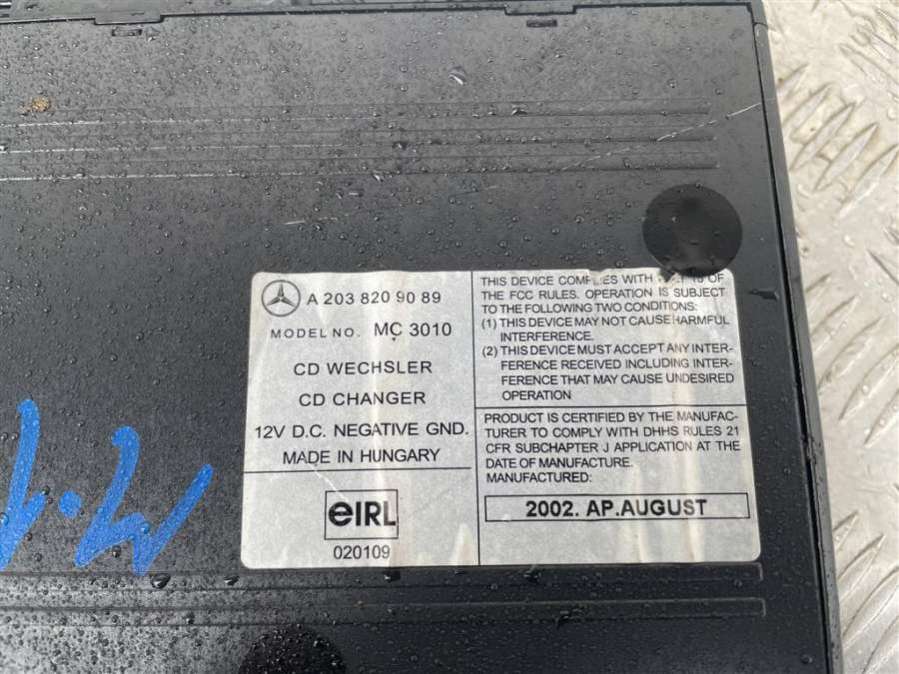 A 203 820 90 89
MODEL NO. MC 3010
CD WECHSLER
CD CHANGER
12V D.C. NEGATIVE GND.
MADE IN HUNGARY
eIRL
020109
THIS DEVICE COMPLIES WITH OF
THE FCC RULES. OPERATION IS SUBJECT
TO THE FOLLOWING TWO CONDITIONS:
(1) THIS DEVICE MAY NOT CAUSE HARMFUL
INTERFERENCE.
(2) THIS DEVICE MUST ACCEPT ANY INTER-
FERENCE RECEIVED INCLUDING INTER-
FERENCE THAT MAY CAUSE UNDESIRED
OPERATION
PRODUCT IS CERTIFIED BY THE MANUFAC-
TURER TO COMPLY WITH DHHS RULES 21
CFR SUBCHAPTER J APPLICATION AT THE
DATE OF MANUFACTURE.
MANUFACTURED:
2002. AP.AUGUST